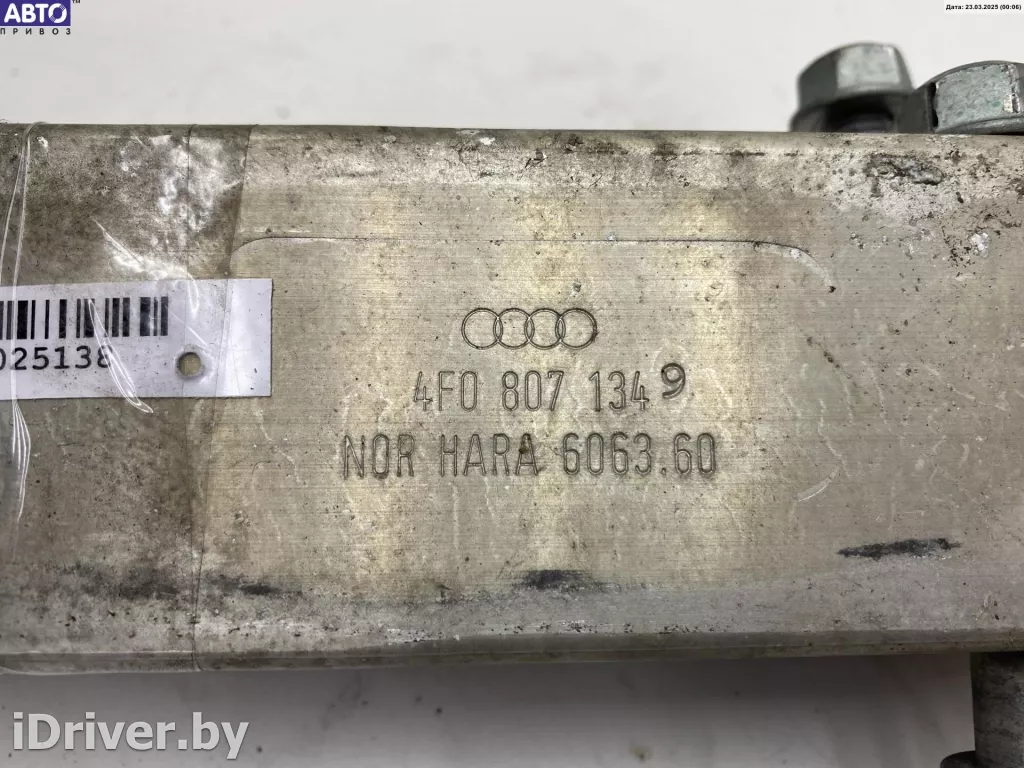 АВТО
ПРИВОЗ
Дата: 23.03.2025 (00:06)
025138
4F0 807 134 9
NOR HARA 6063.60
iDriver.by